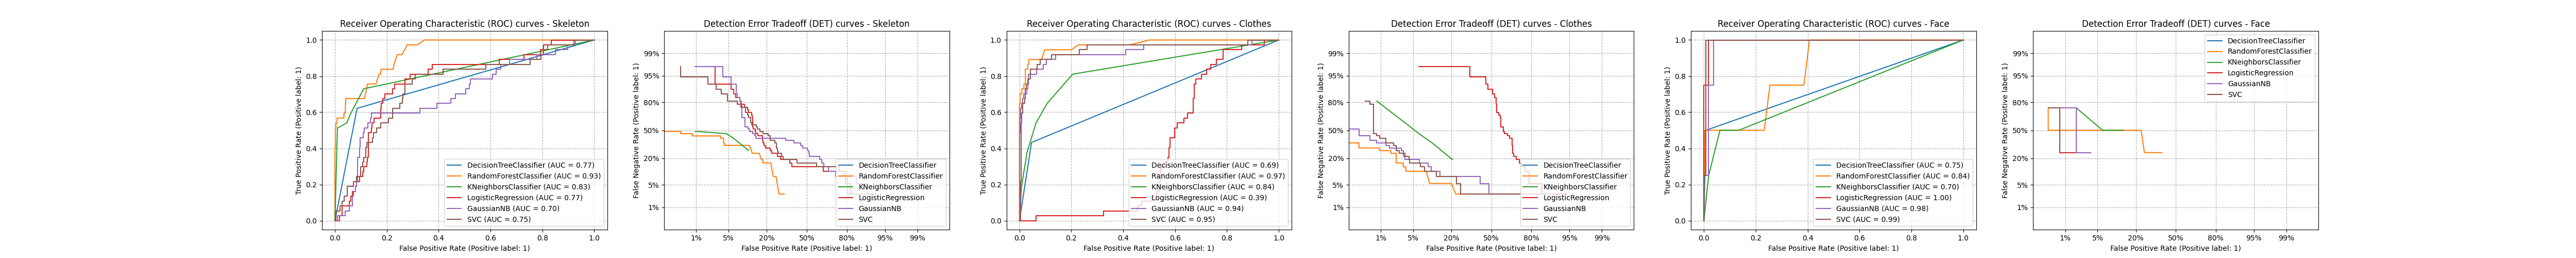 Receiver Operating Characteristic (ROC) curves - Skeleton
True Positive Rate (Positive label: 1)
1.0
0.8
0.6
0.4
0.2
0.0
DecisionTreeClassifier (AUC = 0.77)
RandomForestClassifier (AUC = 0.93)
KNeighborsClassifier (AUC = 0.83)
LogisticRegression (AUC = 0.77)
GaussianNB (AUC = 0.70)
SVC (AUC = 0.75)
0.0 0.2 0.4 0.6 0.8 1.0
False Positive Rate (Positive label: 1)
Detection Error Tradeoff (DET) curves - Skeleton
False Negative Rate (Positive label: 1)
99%
95%
80%
50%
20%
5%
1%
DecisionTreeClassifier
RandomForestClassifier
KNeighborsClassifier
LogisticRegression
GaussianNB
SVC
1% 5% 20% 50% 80% 95% 99%
False Positive Rate (Positive label: 1)
Receiver Operating Characteristic (ROC) curves - Clothes
True Positive Rate (Positive label: 1)
1.0
0.8
0.6
0.4
0.2
0.0
DecisionTreeClassifier (AUC = 0.69)
RandomForestClassifier (AUC = 0.97)
KNeighborsClassifier (AUC = 0.84)
LogisticRegression (AUC = 0.39)
GaussianNB (AUC = 0.94)
SVC (AUC = 0.95)
0.0 0.2 0.4 0.6 0.8 1.0
False Positive Rate (Positive label: 1)
Detection Error Tradeoff (DET) curves - Clothes
False Negative Rate (Positive label: 1)
99%
95%
80%
50%
20%
5%
1%
DecisionTreeClassifier
RandomForestClassifier
KNeighborsClassifier
LogisticRegression
GaussianNB
SVC
1% 5% 20% 50% 80% 95% 99%
False Positive Rate (Positive label: 1)
Receiver Operating Characteristic (ROC) curves - Face
True Positive Rate (Positive label: 1)
1.0
0.8
0.6
0.4
0.2
0.0
DecisionTreeClassifier (AUC = 0.75)
RandomForestClassifier (AUC = 0.84)
KNeighborsClassifier (AUC = 0.70)
LogisticRegression (AUC = 1.00)
GaussianNB (AUC = 0.98)
SVC (AUC = 0.99)
0.0 0.2 0.4 0.6 0.8 1.0
False Positive Rate (Positive label: 1)
Detection Error Tradeoff (DET) curves - Face
False Negative Rate (Positive label: 1)
99%
95%
80%
50%
20%
5%
1%
DecisionTreeClassifier
RandomForestClassifier
KNeighborsClassifier
LogisticRegression
GaussianNB
SVC
1% 5% 20% 50% 80% 95% 99%
False Positive Rate (Positive label: 1)